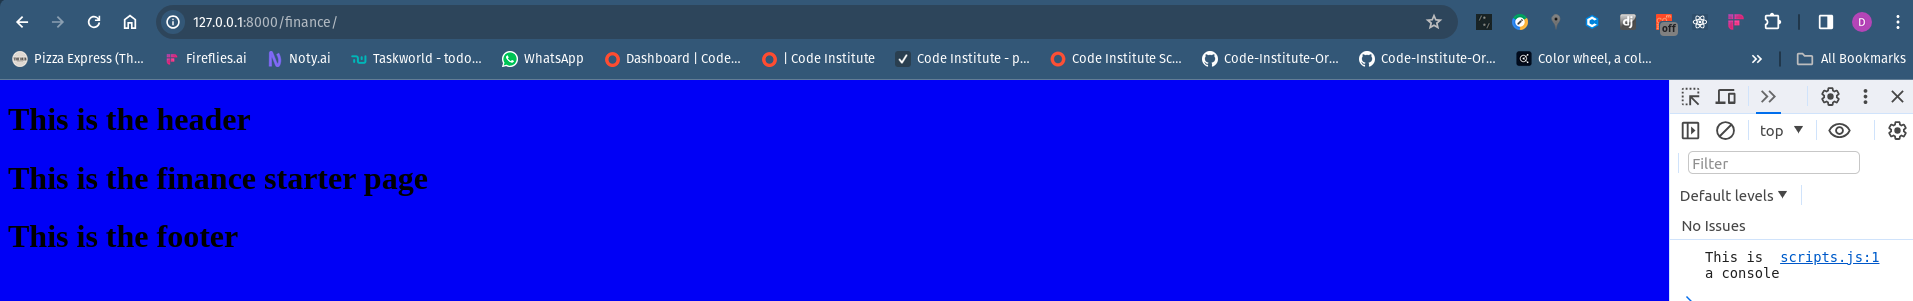 127.0.0.1:8000/finance/
off
D
Pizza Express (Th... Fireflies.ai Noty.ai Taskworld - todo... WhatsApp Dashboard | Code... | Code Institute Code Institute - p... Code Institute Sc... Code-Institute-Or... Code-Institute-Or... Color wheel, a col... » All Bookmarks
This is the header
This is the finance starter page
This is the footer
top
Filter
Default levels
No Issues
This is scripts.js:1
a console